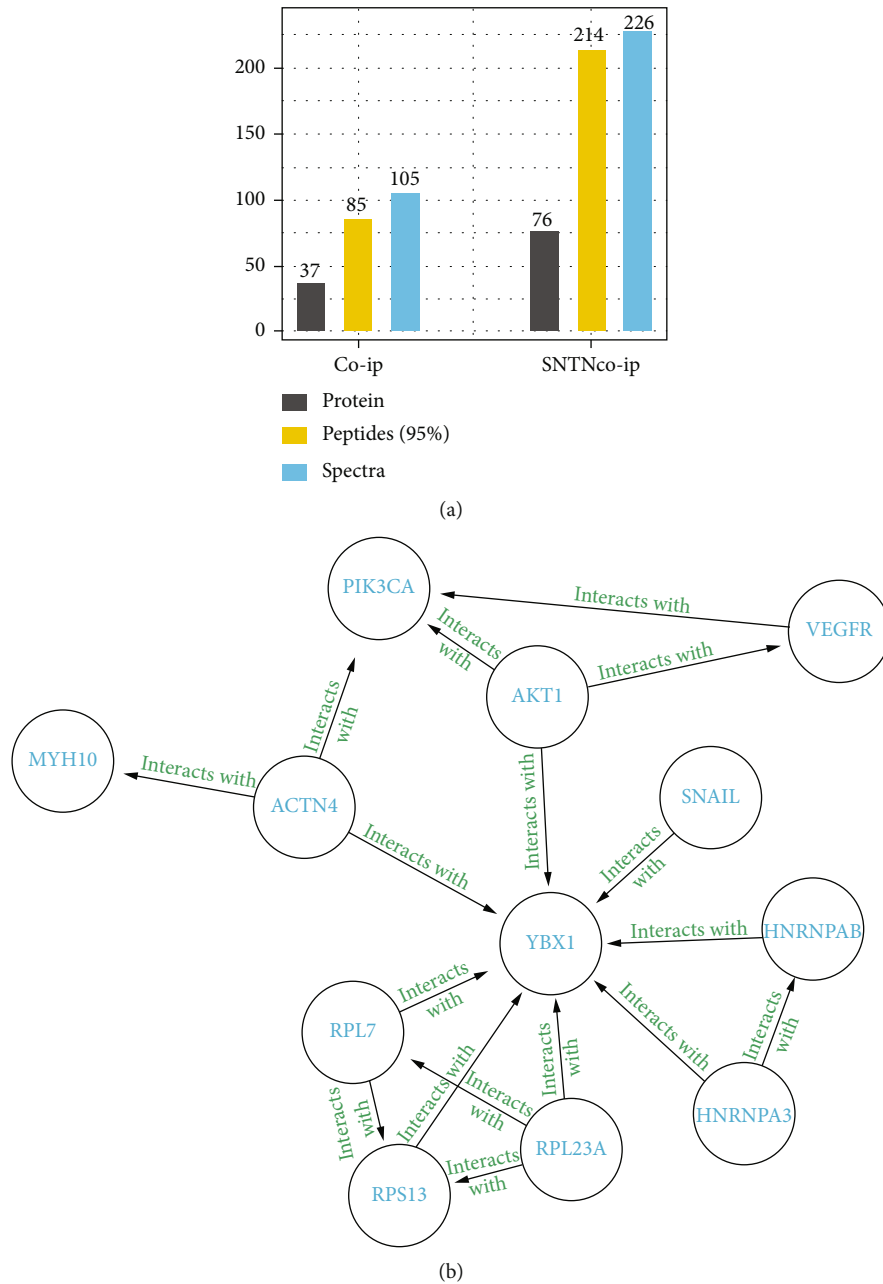 226
214
200
150
105
100
85
76
50
37
0
Co-ip
SNTNco-ip
Protein
Peptides (95%)
Spectra
(a)
PIK3CA
Interacts with
VEGFR
Interacts
with
Interacts with
AKT1
Interacts
with
MYH10
Interacts with
ACTN4
Interacts with
SNAIL
Interacts
with
Interacts with
YBX1
Interacts with
HNRNPAB
Interacts
with
RPL7
Interacts with
Interacts
with
Interacts
with
Interacts with
Interacts
with
Interacts
with
HNRNPA3
RPL23A
Interacts
with
RPS13
(b)